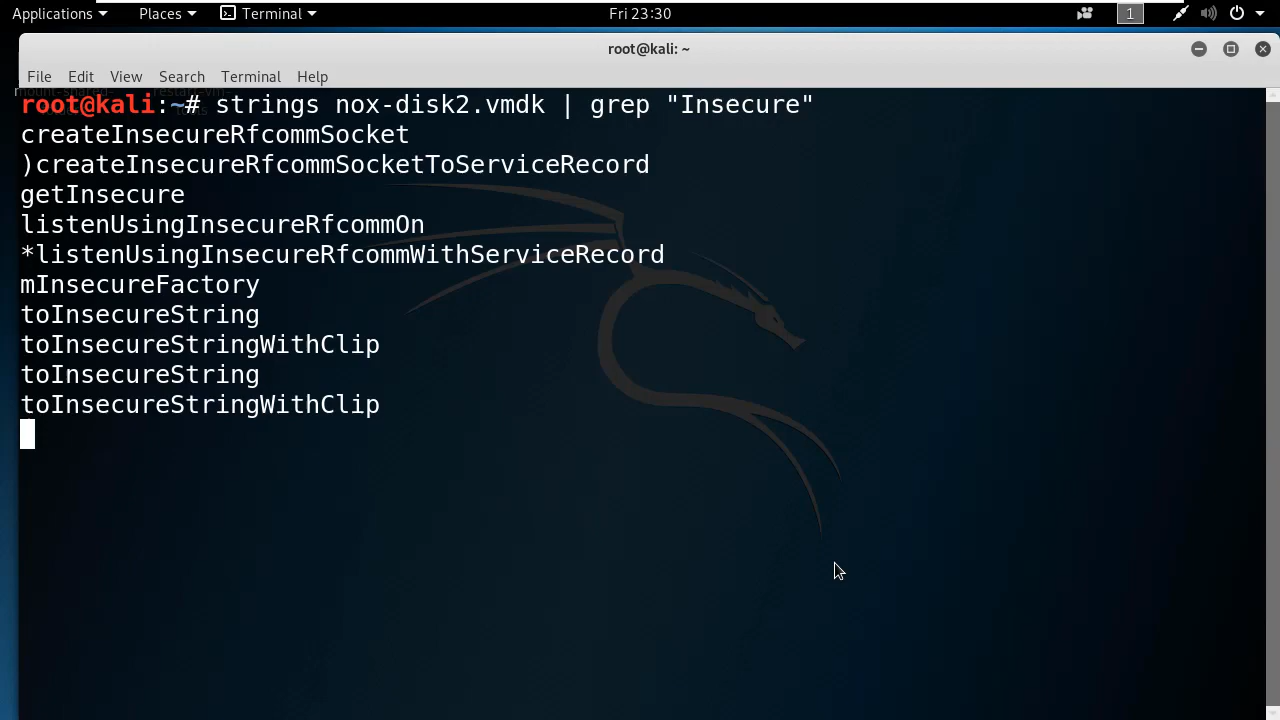 Applications Places Terminal Fri 23:30 1
root@kali: ~
File Edit View Search Terminal Help
root@kali:~# strings nox-disk2.vmdk | grep "Insecure"
createInsecureRfcommSocket
)createInsecureRfcommSocketToServiceRecord
getInsecure
listenUsingInsecureRfcommOn
*listenUsingInsecureRfcommWithServiceRecord
mInsecureFactory
toInsecureString
toInsecureStringWithClip
toInsecureString
toInsecureStringWithClip